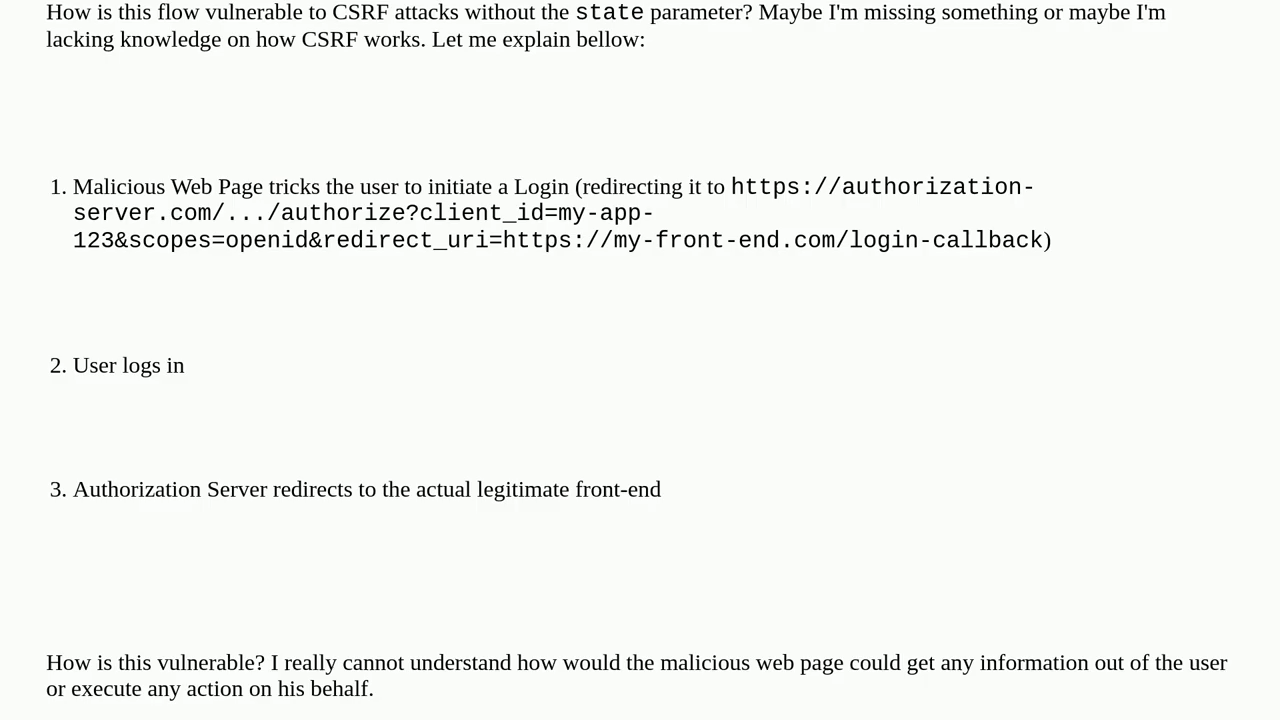 How is this flow vulnerable to CSRF attacks without the state parameter? Maybe I'm missing something or maybe I'm
lacking knowledge on how CSRF works. Let me explain bellow:
1. Malicious Web Page tricks the user to initiate a Login (redirecting it to https://authorization-
server.com/.../authorize?client_id=my-app-
123&scopes=openid&redirect_uri=https://my-front-end.com/login-callback)
2. User logs in
3. Authorization Server redirects to the actual legitimate front-end
How is this vulnerable? I really cannot understand how would the malicious web page could get any information out of the user
or execute any action on his behalf.